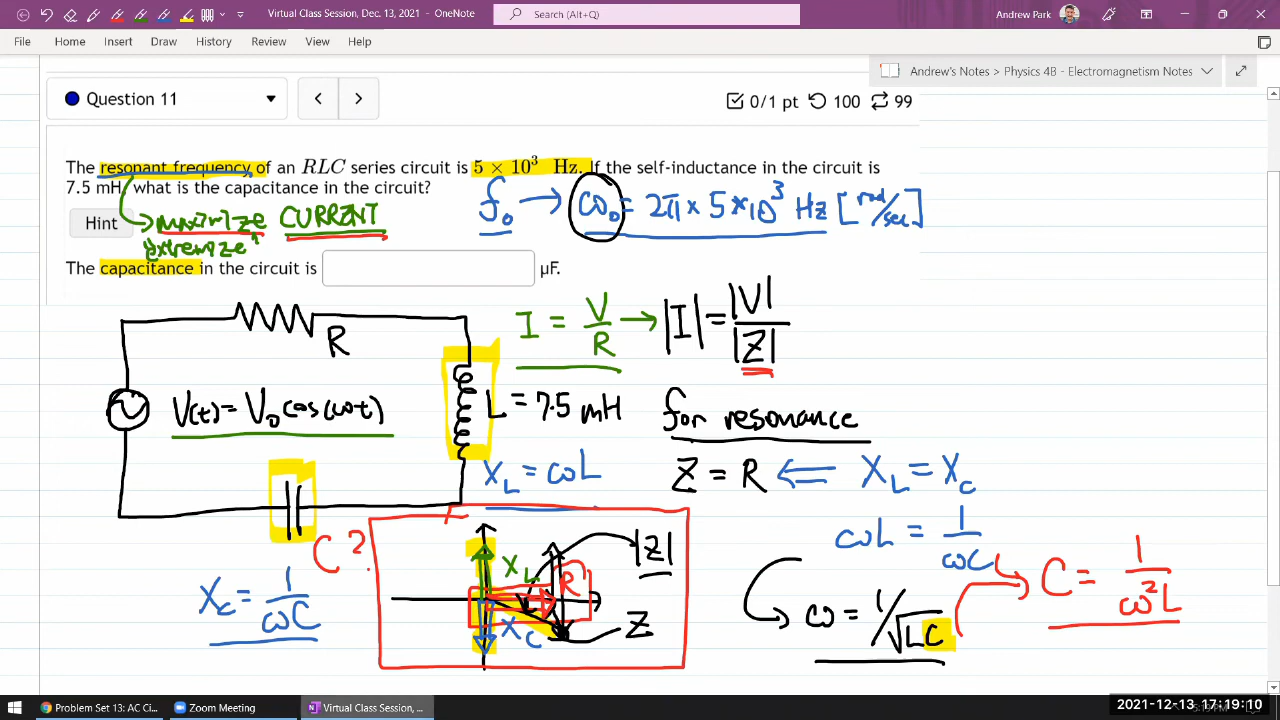 Virtual Class Session, Dec. 13, 2021 - OneNote
Search (Alt+Q)
Andrew Park
File Home Insert Draw History Review View Help
Andrew's Notes > Physics 4B - Electromagnetism Notes
Question 11
0/1 pt 100 99
The resonant frequency of an RLC series circuit is 5 × 10³ Hz. If the self-inductance in the circuit is
7.5 mH, what is the capacitance in the circuit?
f₀ → ω₀ = 2π × 5 × 10³ Hz [rad/sec]
Hint
maximize CURRENT
extremize
The capacitance in the circuit is μF.
R
I = V/R → |I| = |V|/|Z|
V(t) = V₀ cos(ωt)
L = 7.5 mH
for resonance
X_L = ωL
Z = R ⇐ X_L = X_C
C?
ωL = 1/ωC
X_C = 1/ωC
X_L
R
|Z|
X_C
Z
ω = 1/√LC
C = 1/ω²L
Problem Set 13: AC Ci...
Zoom Meeting
Virtual Class Session, ...
2021-12-13 17:19:10